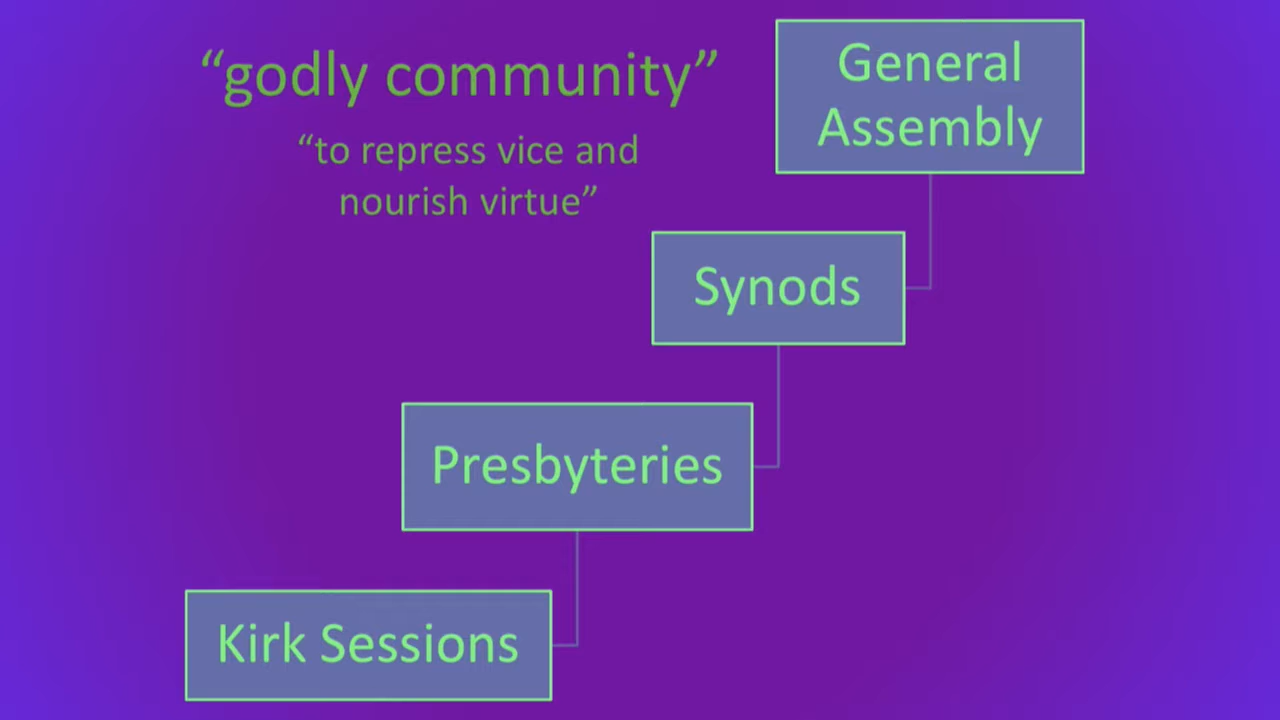 “godly community”
“to repress vice and
nourish virtue”
General
Assembly
Synods
Presbyteries
Kirk Sessions